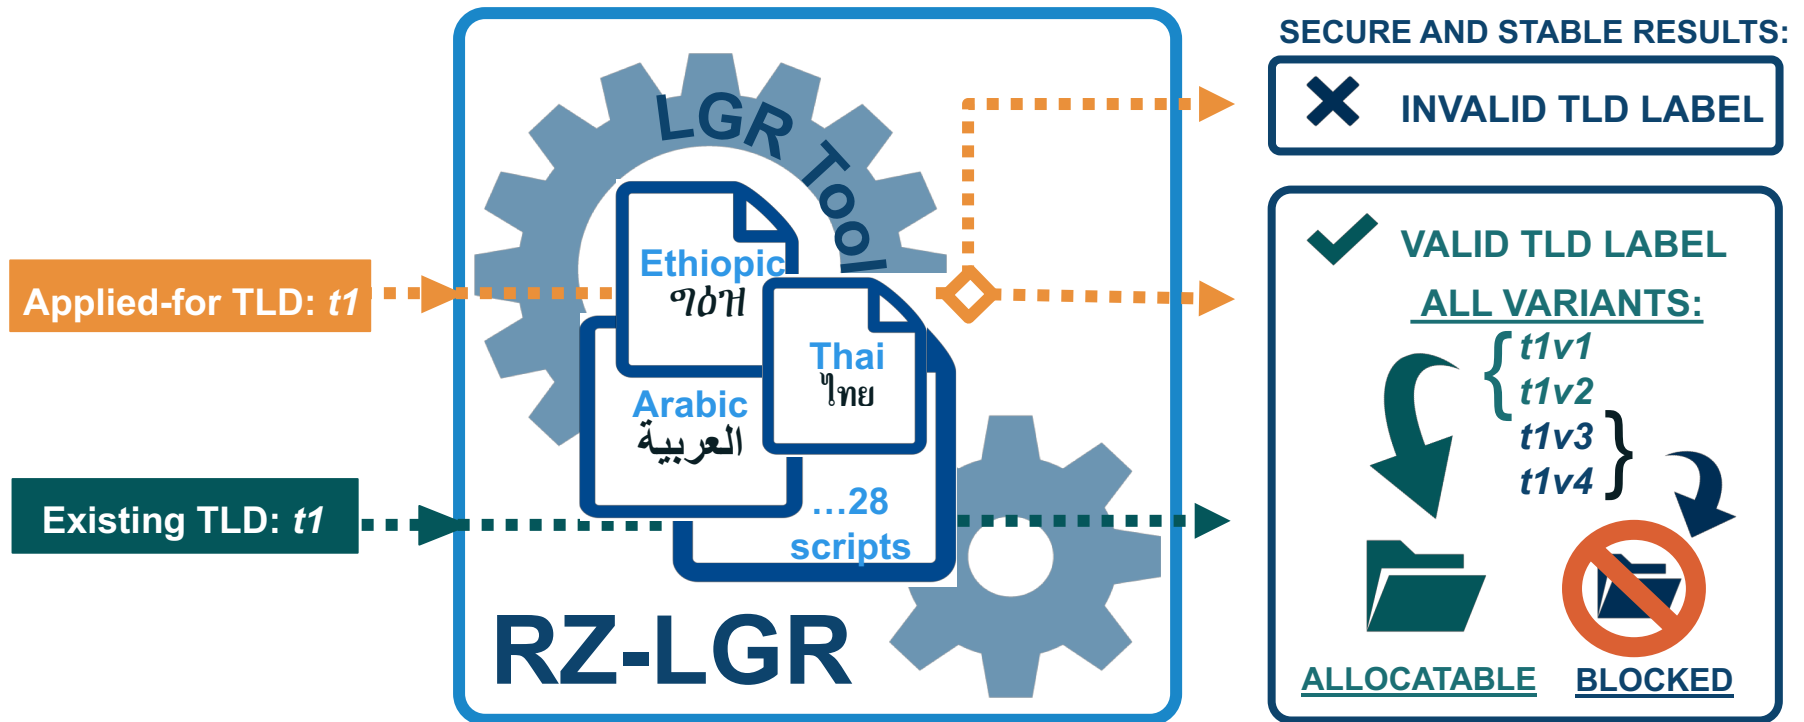 Applied-for TLD: t1
Existing TLD: t1
LGR Tool
Ethiopic
ግዕዝ
Thai
ไทย
Arabic
العربية
...28
scripts
RZ-LGR
SECURE AND STABLE RESULTS:
INVALID TLD LABEL
VALID TLD LABEL
ALL VARIANTS:
t1v1
t1v2
t1v3
t1v4
ALLOCATABLE
BLOCKED